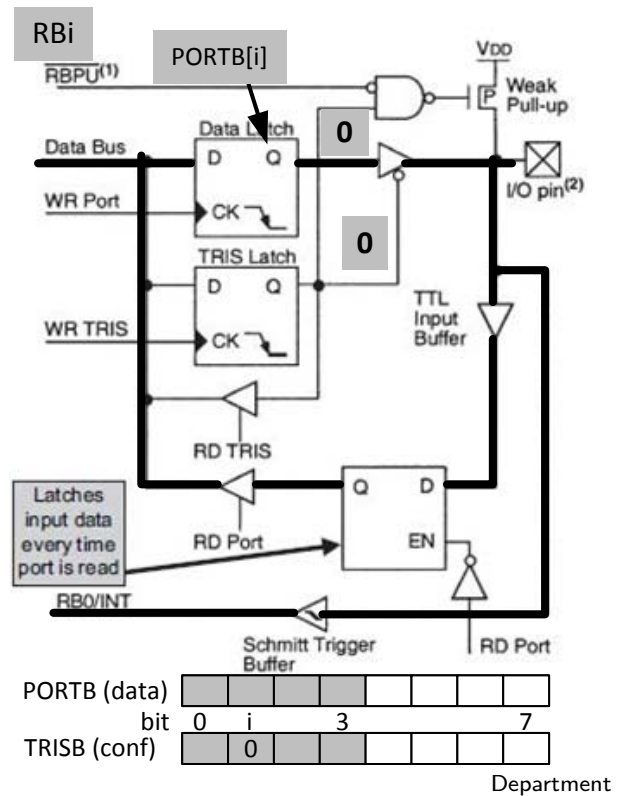 RBi
RBPU(1)
PORTB[i]
VDD
P
Weak
Pull-up
Data Bus
Data Latch
D Q
0
I/O pin(2)
WR Port
CK
TRIS Latch
0
D Q
TTL
Input
Buffer
WR TRIS
CK
RD TRIS
Latches
input data
every time
port is read
Q D
RD Port
EN
RB0/INT
Schmitt Trigger
Buffer
RD Port
PORTB (data)
bit 0 i 3 7
TRISB (conf) 0
Department